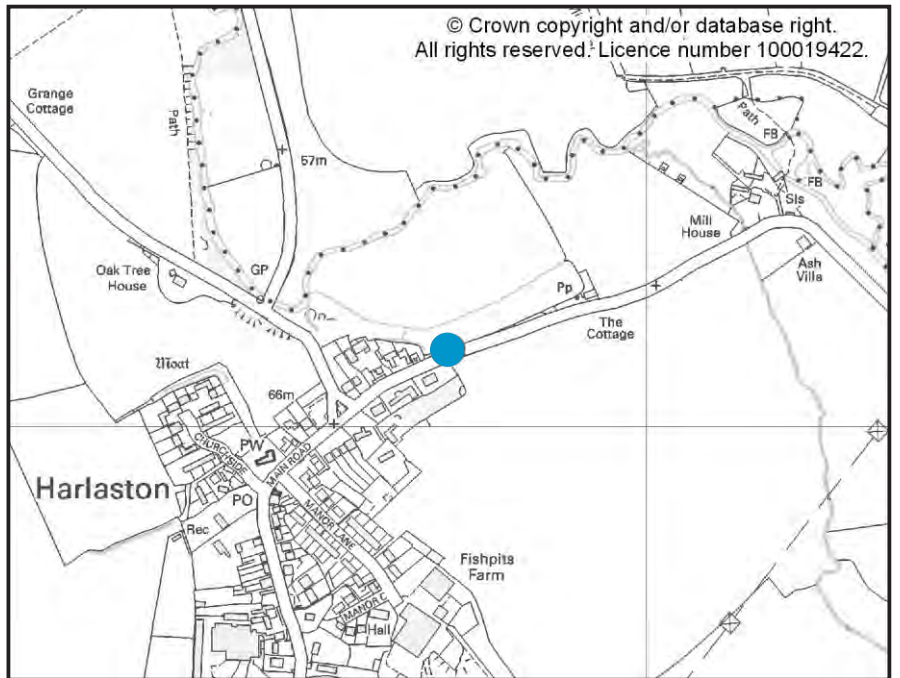 © Crown copyright and/or database right.
All rights reserved. Licence number 100019422.
Grange
Cottage
Path
57m
Path
FB
FB
Sls
Mill
House
Ash
Villa
Oak Tree
House
GP
Pp
The
Cottage
Moat
66m
CHURCHSIDE
PW
MAIN ROAD
Harlaston
PO
MANOR LANE
Rec
Fishpits
Farm
MANOR C
Hall